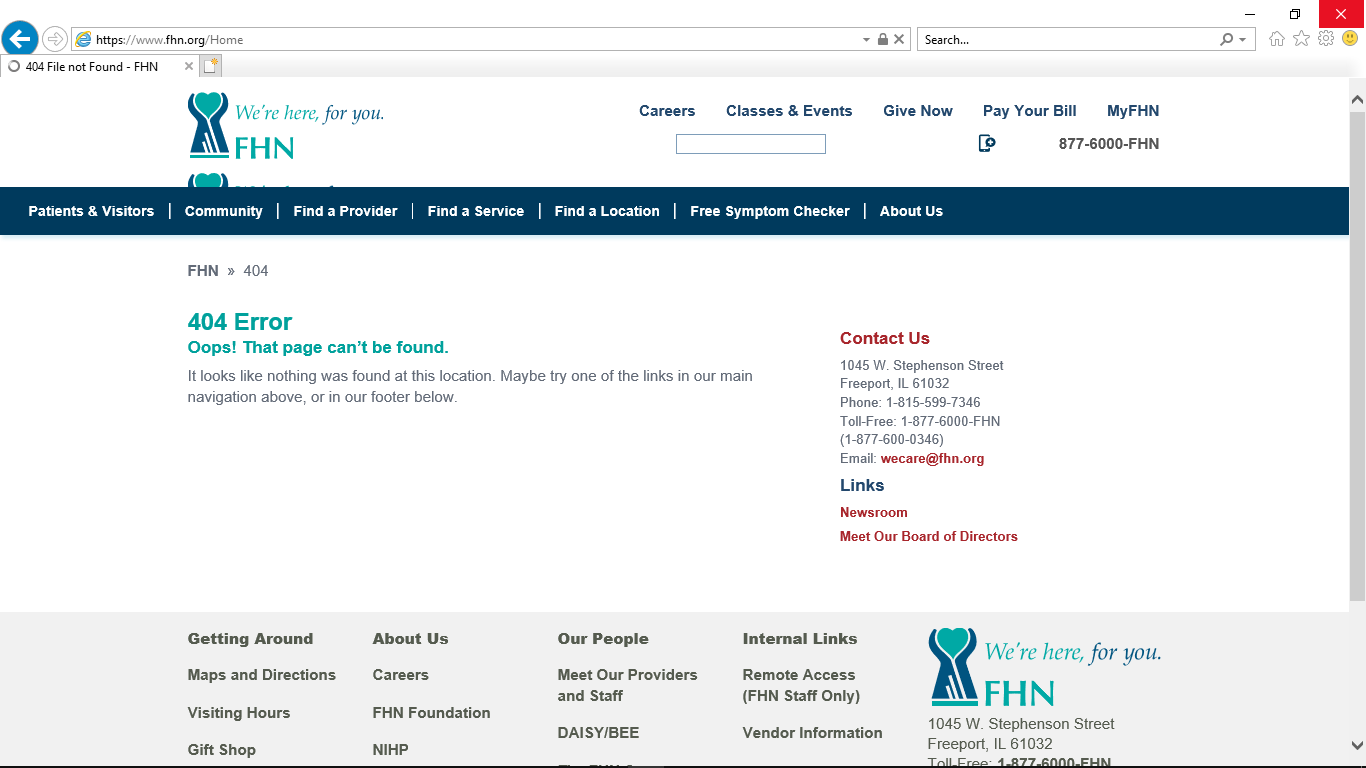 https://www.fhn.org/Home
Search...
404 File not Found - FHN
We're here, for you.
FHN
Careers
Classes & Events
Give Now
Pay Your Bill
MyFHN
877-6000-FHN
Patients & Visitors
Community
Find a Provider
Find a Service
Find a Location
Free Symptom Checker
About Us
FHN » 404
404 Error
Oops! That page can’t be found.
It looks like nothing was found at this location. Maybe try one of the links in our main
navigation above, or in our footer below.
Contact Us
1045 W. Stephenson Street
Freeport, IL 61032
Phone: 1-815-599-7346
Toll-Free: 1-877-6000-FHN
(1-877-600-0346)
Email: wecare@fhn.org
Links
Newsroom
Meet Our Board of Directors
Getting Around
Maps and Directions
Visiting Hours
Gift Shop
About Us
Careers
FHN Foundation
NIHP
Our People
Meet Our Providers
and Staff
DAISY/BEE
Internal Links
Remote Access
(FHN Staff Only)
Vendor Information
We're here, for you.
FHN
1045 W. Stephenson Street
Freeport, IL 61032
Toll-Free: 1-877-6000-FHN